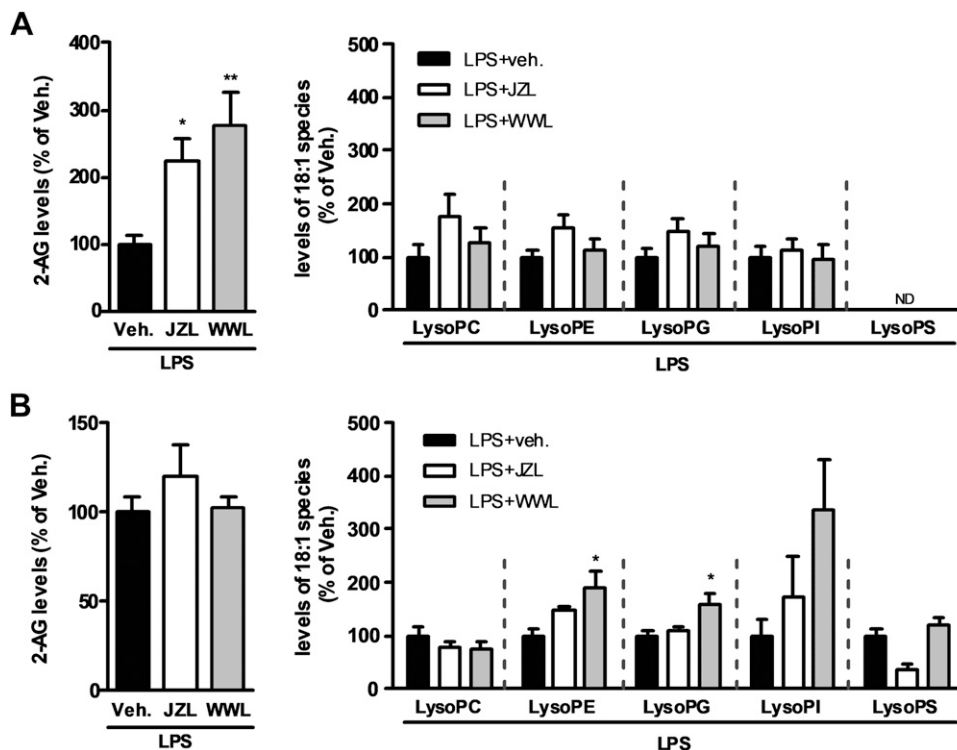 A
2-AG levels (% of Veh.)
400
300
200
100
0
*
**
Veh. JZL WWL
LPS
levels of 18:1 species
(% of Veh.)
500
400
300
200
100
0
LPS+veh.
LPS+JZL
LPS+WWL
ND
LysoPC LysoPE LysoPG LysoPI LysoPS
LPS
B
2-AG levels (% of Veh.)
150
100
50
0
Veh. JZL WWL
LPS
levels of 18:1 species
(% of Veh.)
500
400
300
200
100
0
LPS+veh.
LPS+JZL
LPS+WWL
*
*
LysoPC LysoPE LysoPG LysoPI LysoPS
LPS